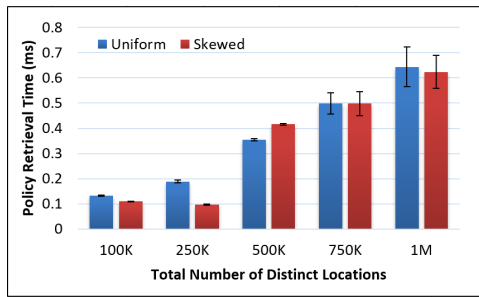 0.8
Uniform Skewed
0.7
0.6
0.5
0.4
0.3
0.2
0.1
0
Policy Retrieval Time (ms)
100K 250K 500K 750K 1M
Total Number of Distinct Locations